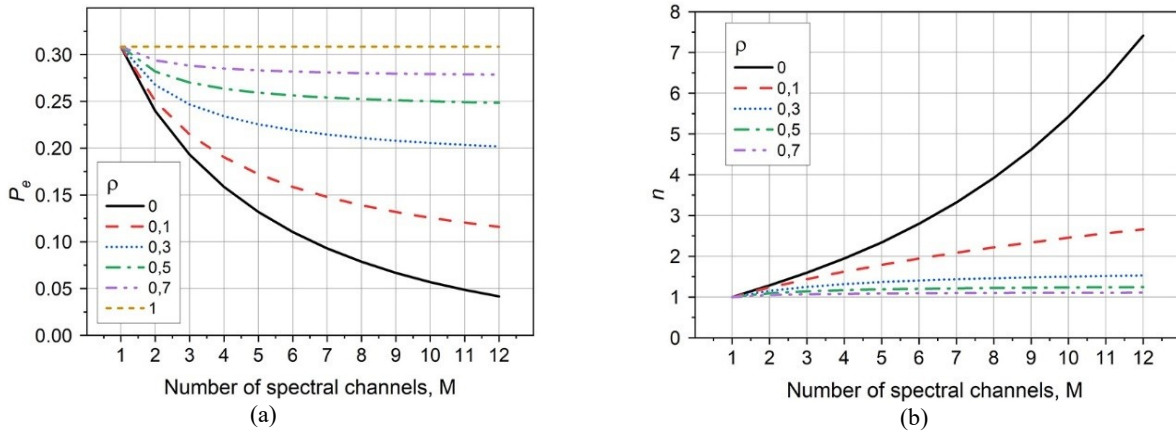 0.30
0.25
0.20
0.15
0.10
0.05
0.00
P_e
ρ
0
0,1
0,3
0,5
0,7
1
1 2 3 4 5 6 7 8 9 10 11 12
Number of spectral channels, M
(a)
8
7
6
5
4
3
2
1
0
n
ρ
0
0,1
0,3
0,5
0,7
1 2 3 4 5 6 7 8 9 10 11 12
Number of spectral channels, M
(b)